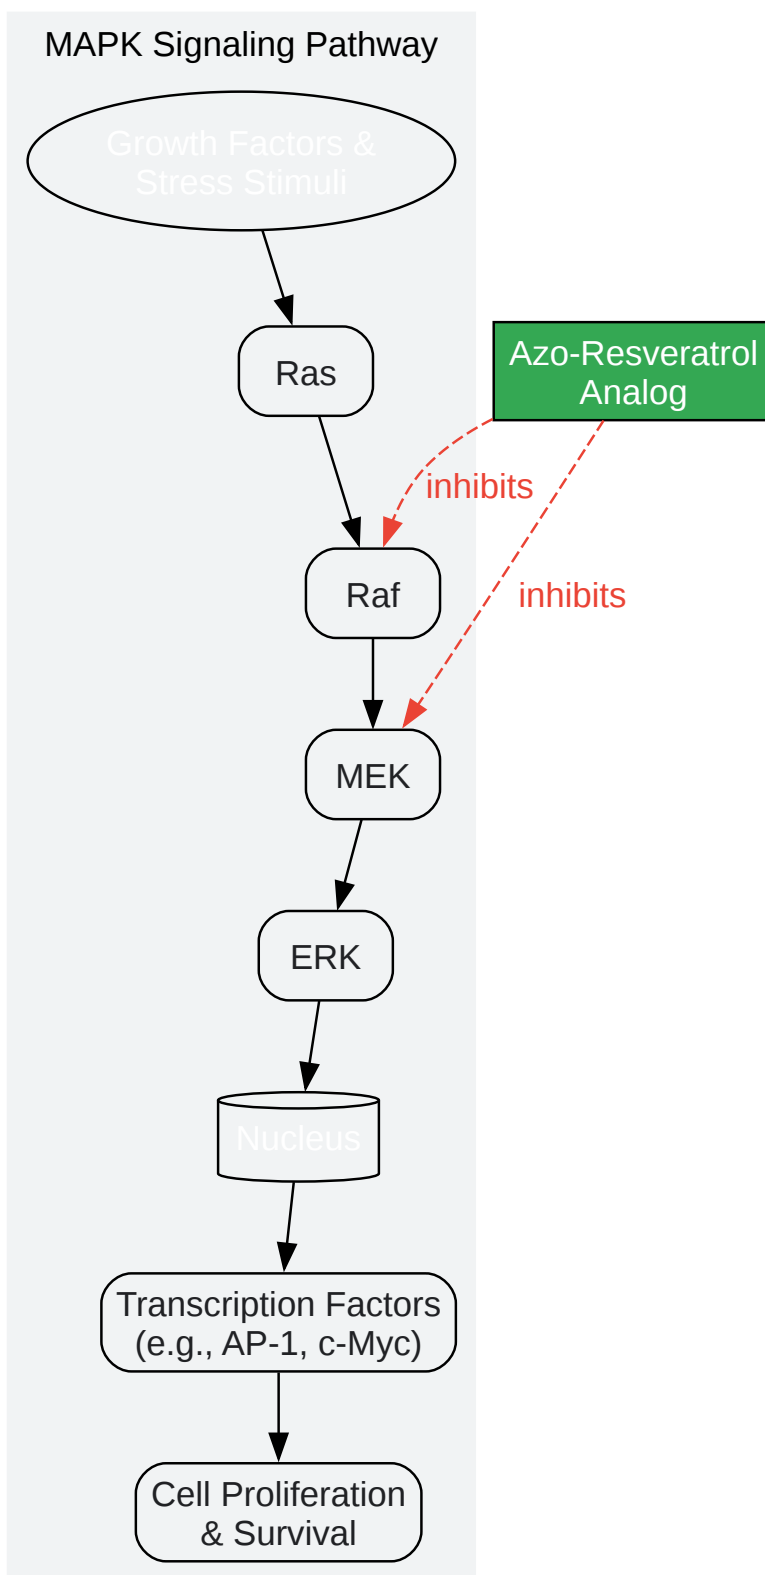 MAPK Signaling Pathway
Growth Factors &
Stress Stimuli
Ras
Azo-Resveratrol
Analog
inhibits
Raf
inhibits
MEK
ERK
Nucleus
Transcription Factors
(e.g., AP-1, c-Myc)
Cell Proliferation
& Survival